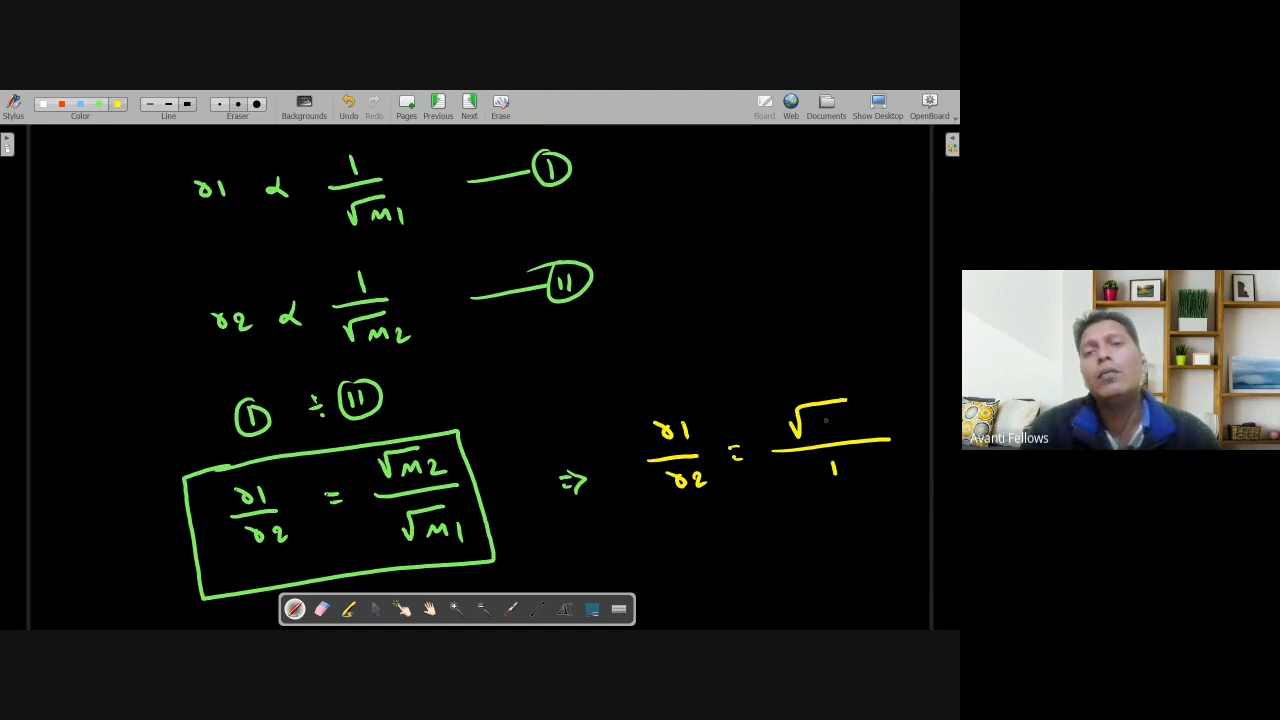 Stylus Color Line Eraser Backgrounds Undo Redo Pages Previous Next Erase Board Web Documents Show Desktop OpenBoard
r1 ∝ 1/√M1 — I
r2 ∝ 1/√M2 — II
I ÷ II
r1/r2 = √M2/√M1 ⇒ r1/r2 = √ /1
Avanti Fellows